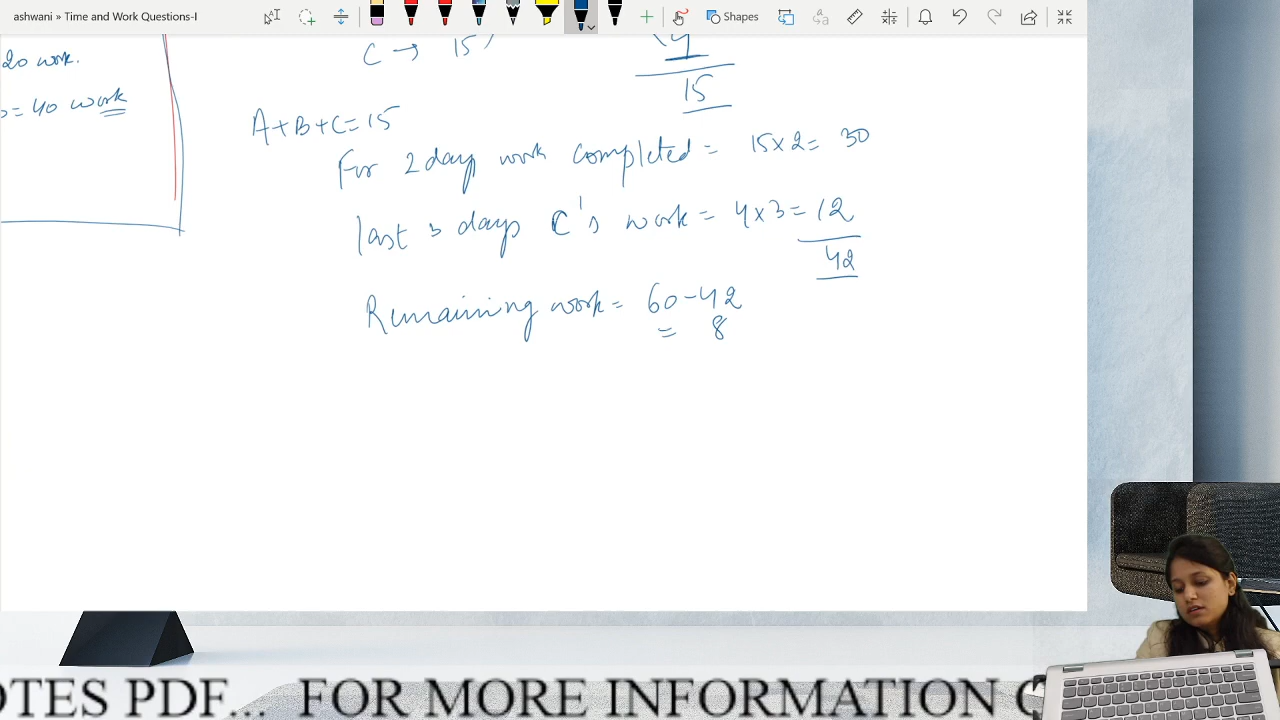 ashwani » Time and Work Questions-I
Shapes
20 work.
= 40 work
C → 15
4
15
A+B+C=15
For 2 day work completed = 15×2= 30
last 3 days C's work = 4×3=12
42
Remaining work = 60-42
= 8
OTES PDF... FOR MORE INFORMATION